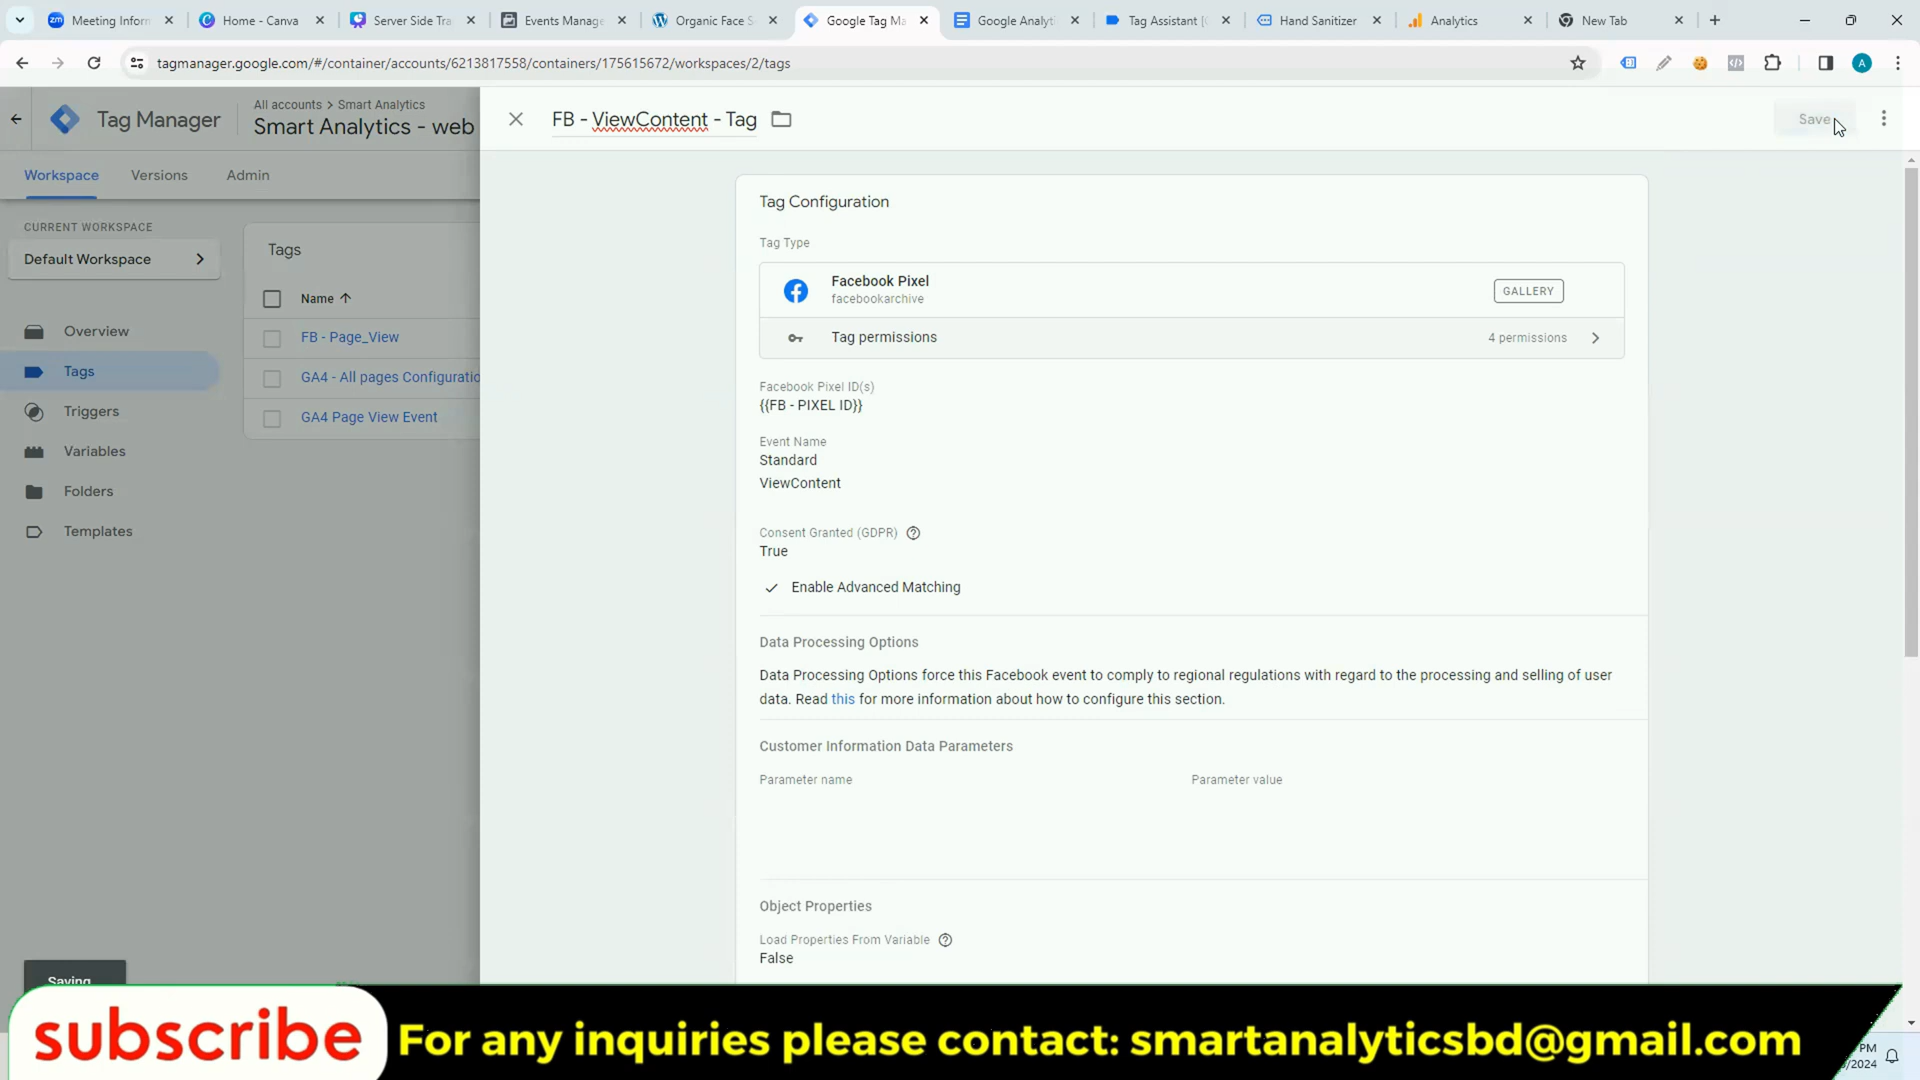 Meeting Inform
Home - Canva
Server Side Tra
Events Manage
Organic Face S
Google Tag Ma
Google Analyti
Tag Assistant [
Hand Sanitizer
Analytics
New Tab
tagmanager.google.com/#/container/accounts/6213817558/containers/175615672/workspaces/2/tags
A
Tag Manager
All accounts > Smart Analytics
Smart Analytics - web
FB - ViewContent - Tag
Save
Workspace
Versions
Admin
CURRENT WORKSPACE
Default Workspace
Overview
Tags
Triggers
Variables
Folders
Templates
Tags
Name
FB - Page_View
GA4 - All pages Configuratio
GA4 Page View Event
Tag Configuration
Tag Type
Facebook Pixel
facebookarchive
GALLERY
Tag permissions
4 permissions
Facebook Pixel ID(s)
{{FB - PIXEL ID}}
Event Name
Standard
ViewContent
Consent Granted (GDPR)
True
Enable Advanced Matching
Data Processing Options
Data Processing Options force this Facebook event to comply to regional regulations with regard to the processing and selling of user
data. Read this for more information about how to configure this section.
Customer Information Data Parameters
Parameter name
Parameter value
Object Properties
Load Properties From Variable
False
Saving
subscribe
For any inquiries please contact: smartanalyticsbd@gmail.com
PM
/2024